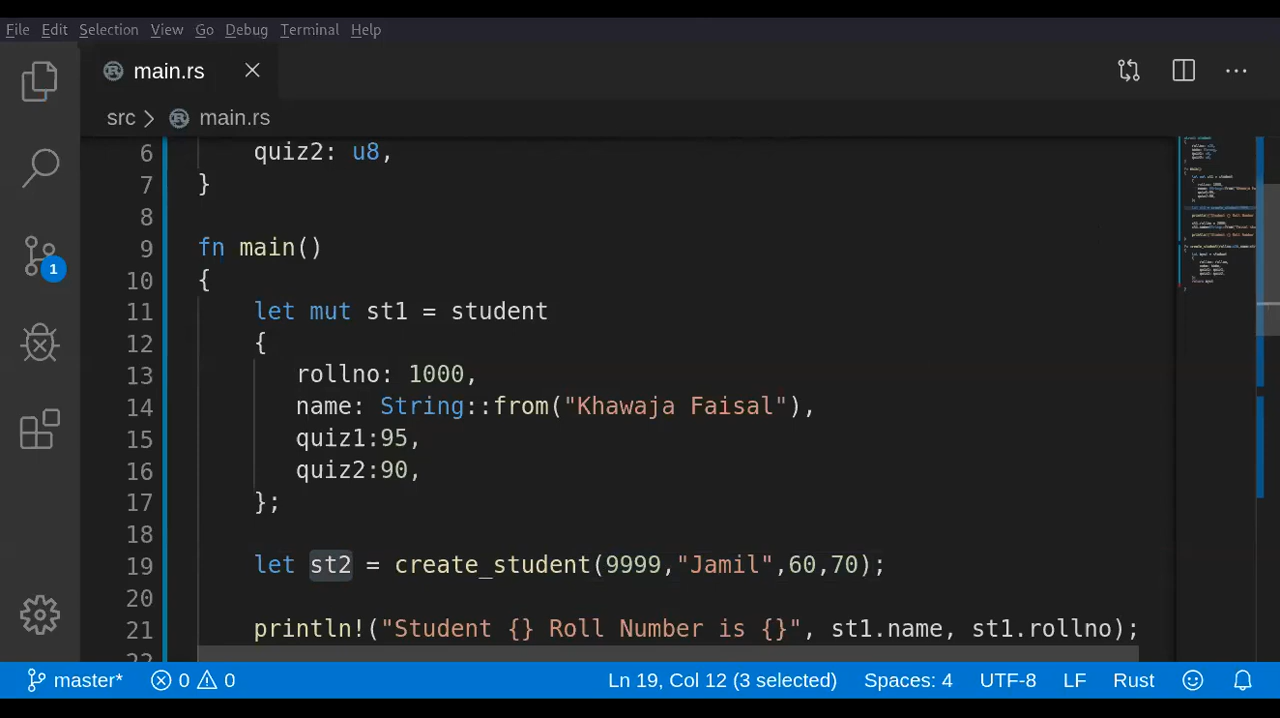 File Edit Selection View Go Debug Terminal Help
main.rs
src > main.rs
6 quiz2: u8,
7 }
8
9 fn main()
10 {
11 let mut st1 = student
12 {
13 rollno: 1000,
14 name: String::from("Khawaja Faisal"),
15 quiz1:95,
16 quiz2:90,
17 };
18
19 let st2 = create_student(9999,"Jamil",60,70);
20
21 println!("Student {} Roll Number is {}", st1.name, st1.rollno);
22
1
master* 0 0 Ln 19, Col 12 (3 selected) Spaces: 4 UTF-8 LF Rust